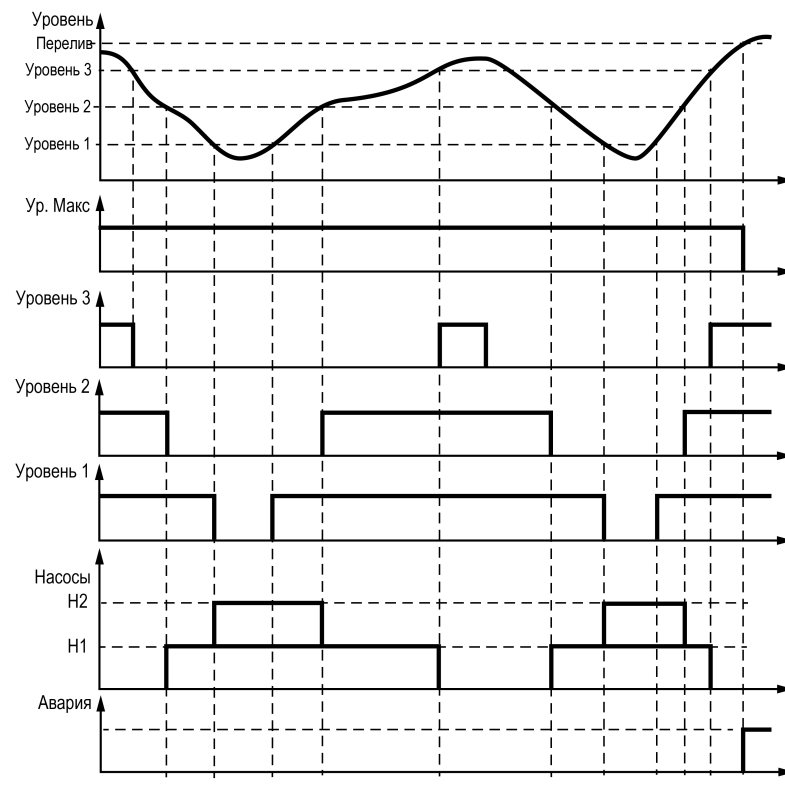 Уровень
Перелив
Уровень 3
Уровень 2
Уровень 1
Ур. Макс
Уровень 3
Уровень 2
Уровень 1
Насосы
Н2
Н1
Авария